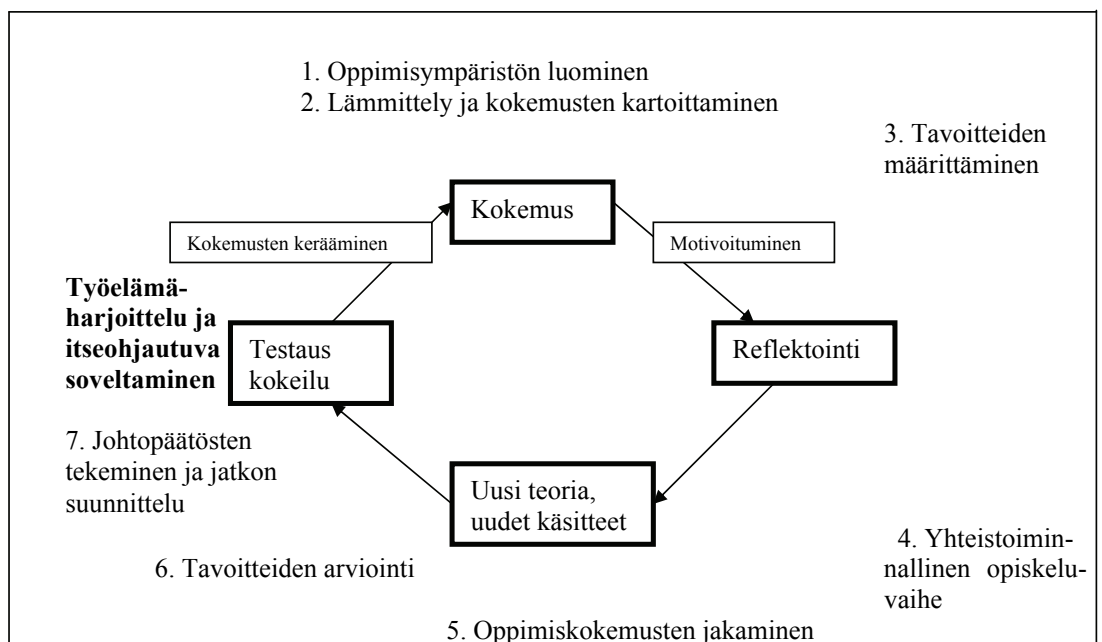 1. Oppimisympäristön luominen
2. Lämmittely ja kokemusten kartoittaminen
3. Tavoitteiden
määrittäminen
Kokemus
Kokemusten kerääminen
Motivoituminen
Työelämä-
harjoittelu ja
itseohjautuva
soveltaminen
Testaus
kokeilu
Reflektointi
7. Johtopäätösten
tekeminen ja jatkon
suunnittelu
Uusi teoria,
uudet käsitteet
4. Yhteistoimin-
nallinen opiskelu-
vaihe
6. Tavoitteiden arviointi
5. Oppimiskokemusten jakaminen